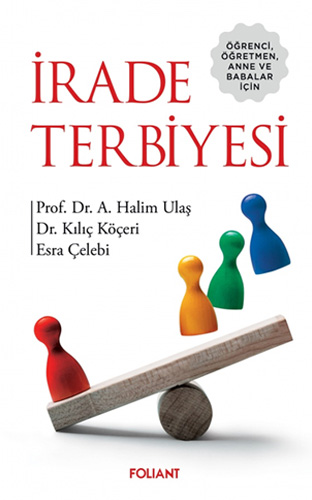 ÖĞRENCİ,
ÖĞRETMEN,
ANNE VE
BABALAR
İÇİN
İRADE
TERBİYESİ
Prof. Dr. A. Halim Ulaş
Dr. Kılıç Köçeri
Esra Çelebi
FOLIANT